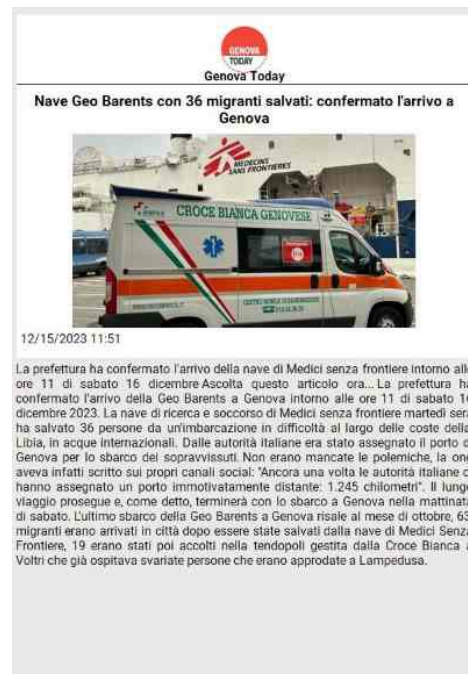 GENOVA
TODAY
Genova Today
Nave Geo Barents con 36 migranti salvati: confermato l'arrivo a
Genova
MEDECINS
SANS FRONTIERES
CROCE BIANCA GENOVESE
12/15/2023 11:51
La prefettura ha confermato l'arrivo della nave di Medici senza frontiere intorno all
ore 11 di sabato 16 dicembre Ascolta questo articolo ora... La prefettura ha
confermato l'arrivo della Geo Barents a Genova intorno alle ore 11 di sabato 16
dicembre 2023. La nave di ricerca e soccorso di Medici senza frontiere martedì ser
ha salvato 36 persone da un'imbarcazione in difficoltà al largo delle coste della
Libia, in acque internazionali. Dalle autorità italiane era stato assegnato il porto d
Genova per lo sbarco dei sopravvissuti. Non erano mancate le polemiche, la ong
aveva infatti scritto sui propri canali social: "Ancora una volta le autorità italiane c
hanno assegnato un porto immotivatamente distante: 1.245 chilometri". Il lungo
viaggio prosegue e, come detto, terminerà con lo sbarco a Genova nella mattinata
di sabato. L'ultimo sbarco della Geo Barents a Genova risale al mese di ottobre, 63
migranti erano arrivati in città dopo essere state salvati dalla nave di Medici Senza
Frontiere, 19 erano stati poi accolti nella tendopoli gestita dalla Croce Bianca a
Voltri che già ospitava svariate persone che erano approdate a Lampedusa.